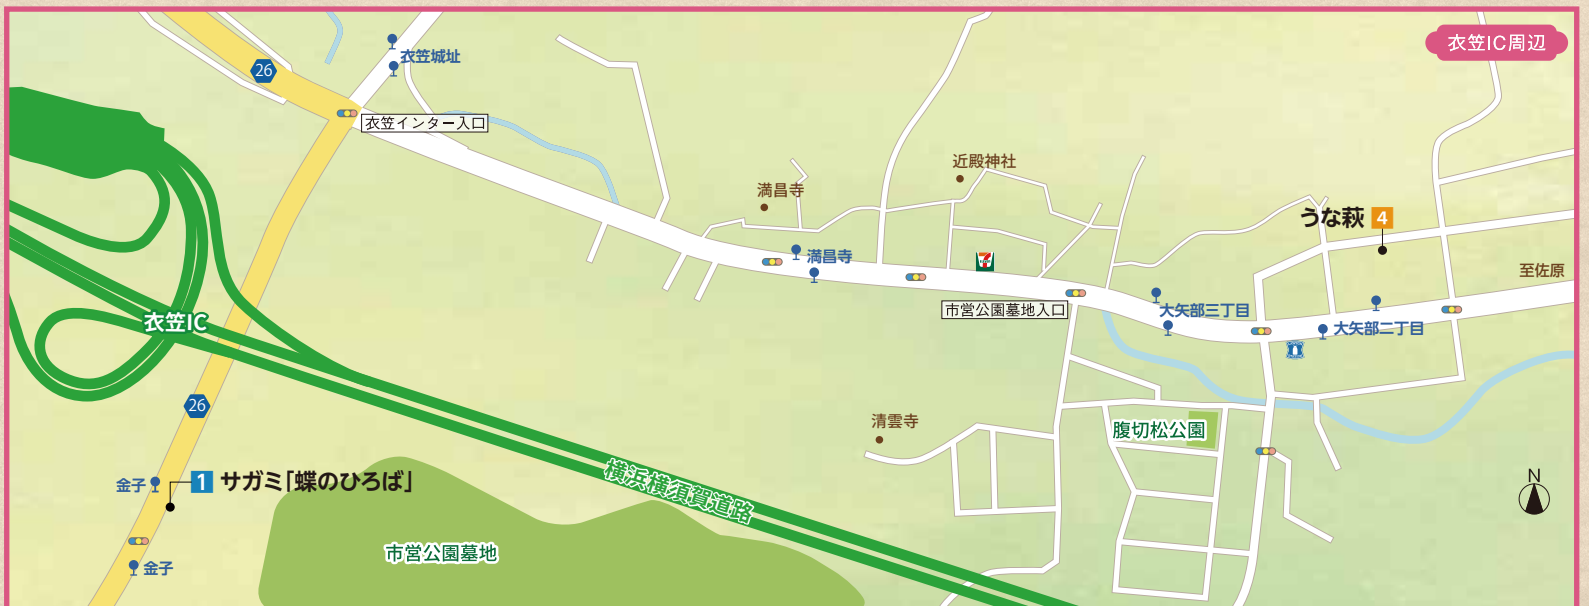 衣笠IC周辺
26
衣笠城址
衣笠インター入口
近殿神社
満昌寺
うな萩 4
満昌寺
至佐原
市営公園墓地入口
大矢部三丁目
大矢部二丁目
衣笠IC
26
清雲寺
腹切松公園
金子
1 サガミ「蝶のひろば」
横浜横須賀道路
N
市営公園墓地
金子